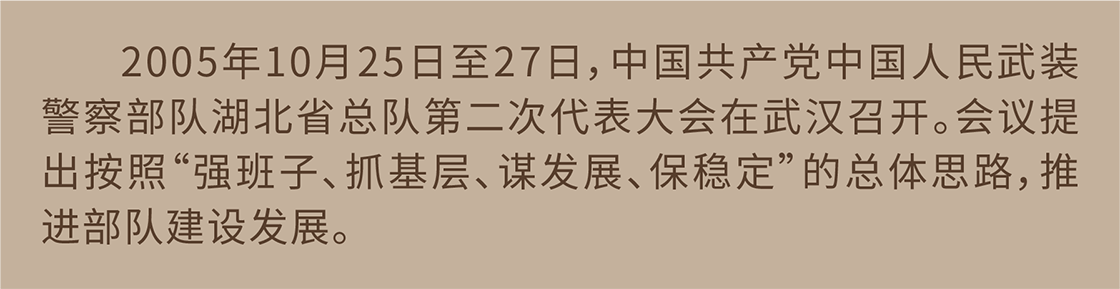 2005年10月25日至27日，中国共产党中国人民武装
警察部队湖北省总队第二次代表大会在武汉召开。会议提
出按照“强班子、抓基层、谋发展、保稳定”的总体思路，推
进部队建设发展。